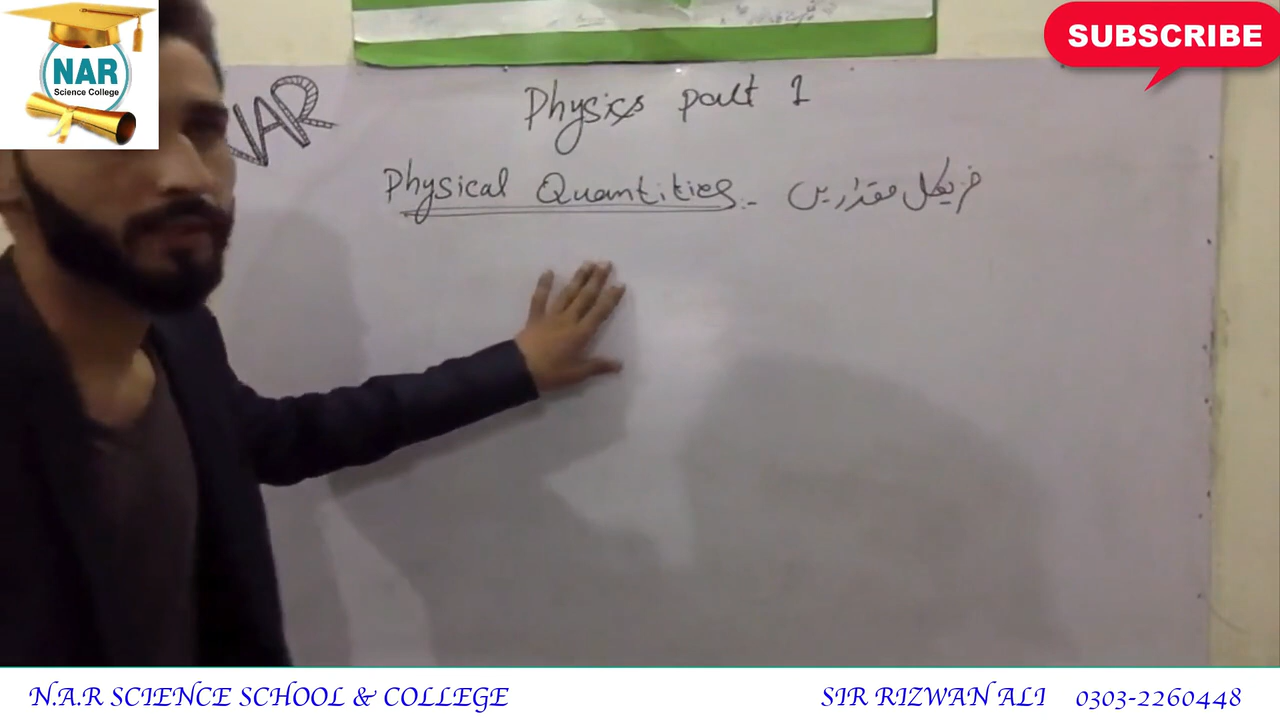 NAR
Science College
SUBSCRIBE
NAR
Physics part 1
Physical Quantities:- فزیکل مقداریں
N.A.R SCIENCE SCHOOL & COLLEGE
SIR RIZWAN ALI 0303-2260448